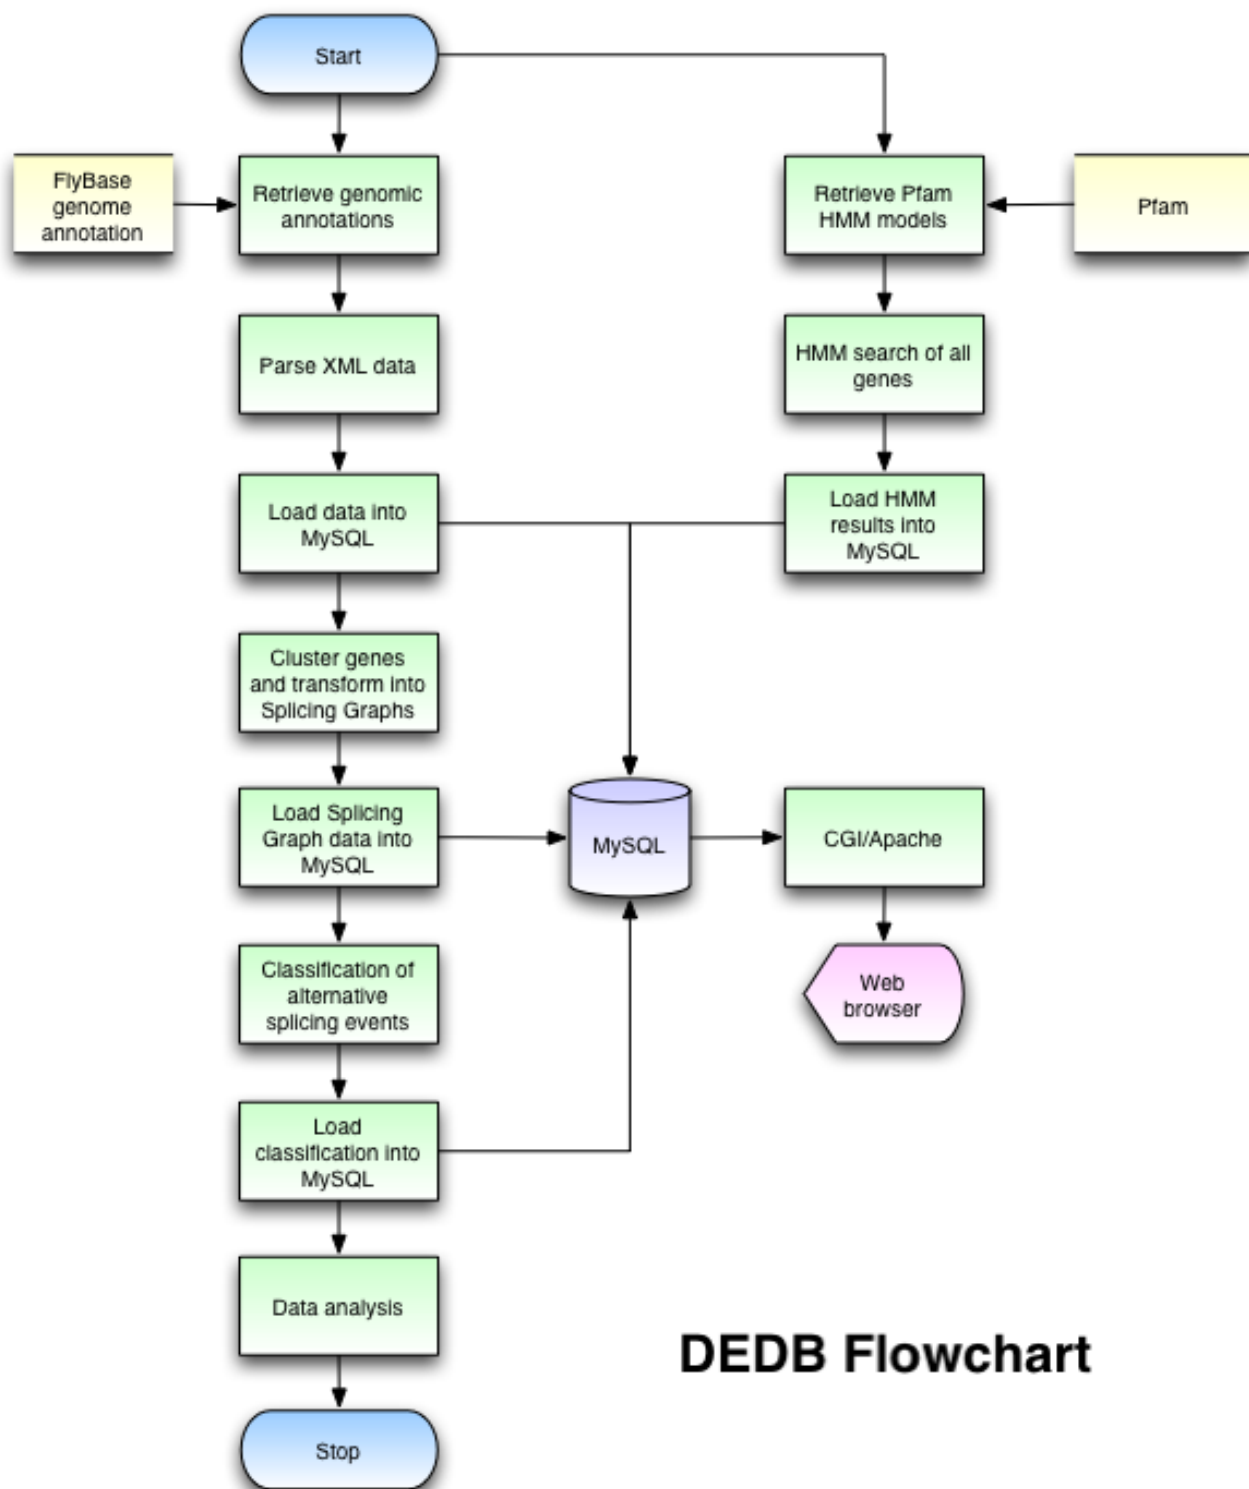 Start
FlyBase
genome
annotation
Retrieve genomic
annotations
Retrieve Pfam
HMM models
Pfam
Parse XML data
HMM search of all
genes
Load data into
MySQL
Load HMM
results into
MySQL
Cluster genes
and transform into
Splicing Graphs
Load Splicing
Graph data into
MySQL
MySQL
CGI/Apache
Classification of
alternative
splicing events
Web
browser
Load
classification into
MySQL
Data analysis
DEDB Flowchart
Stop